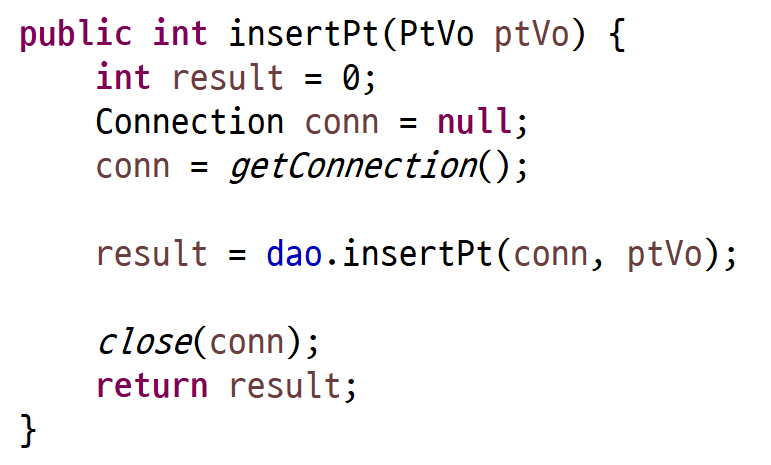 public int insertPt(PtVo ptVo) {
    int result = 0;
    Connection conn = null;
    conn = getConnection();

    result = dao.insertPt(conn, ptVo);

    close(conn);
    return result;
}